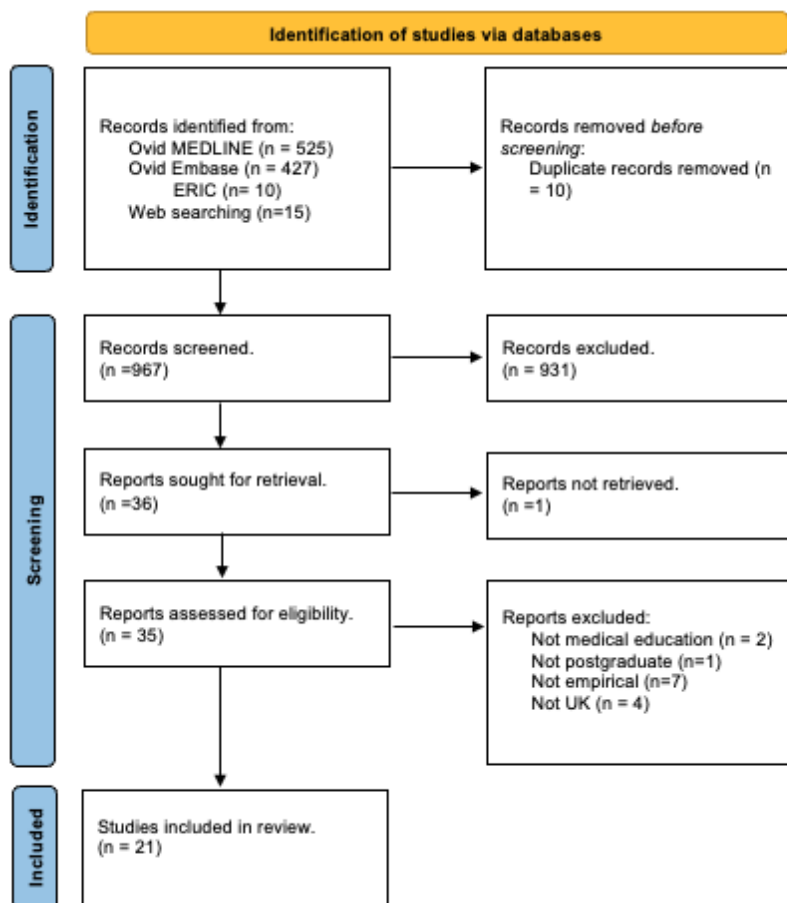 Identification of studies via databases
Identification
Records identified from:
Ovid MEDLINE (n = 525)
Ovid Embase (n = 427)
ERIC (n= 10)
Web searching (n=15)
Records removed before
screening:
Duplicate records removed (n
= 10)
Screening
Records screened.
(n =967)
Records excluded.
(n = 931)
Reports sought for retrieval.
(n =36)
Reports not retrieved.
(n =1)
Reports assessed for eligibility.
(n = 35)
Reports excluded:
Not medical education (n = 2)
Not postgraduate (n=1)
Not empirical (n=7)
Not UK (n = 4)
Included
Studies included in review.
(n = 21)